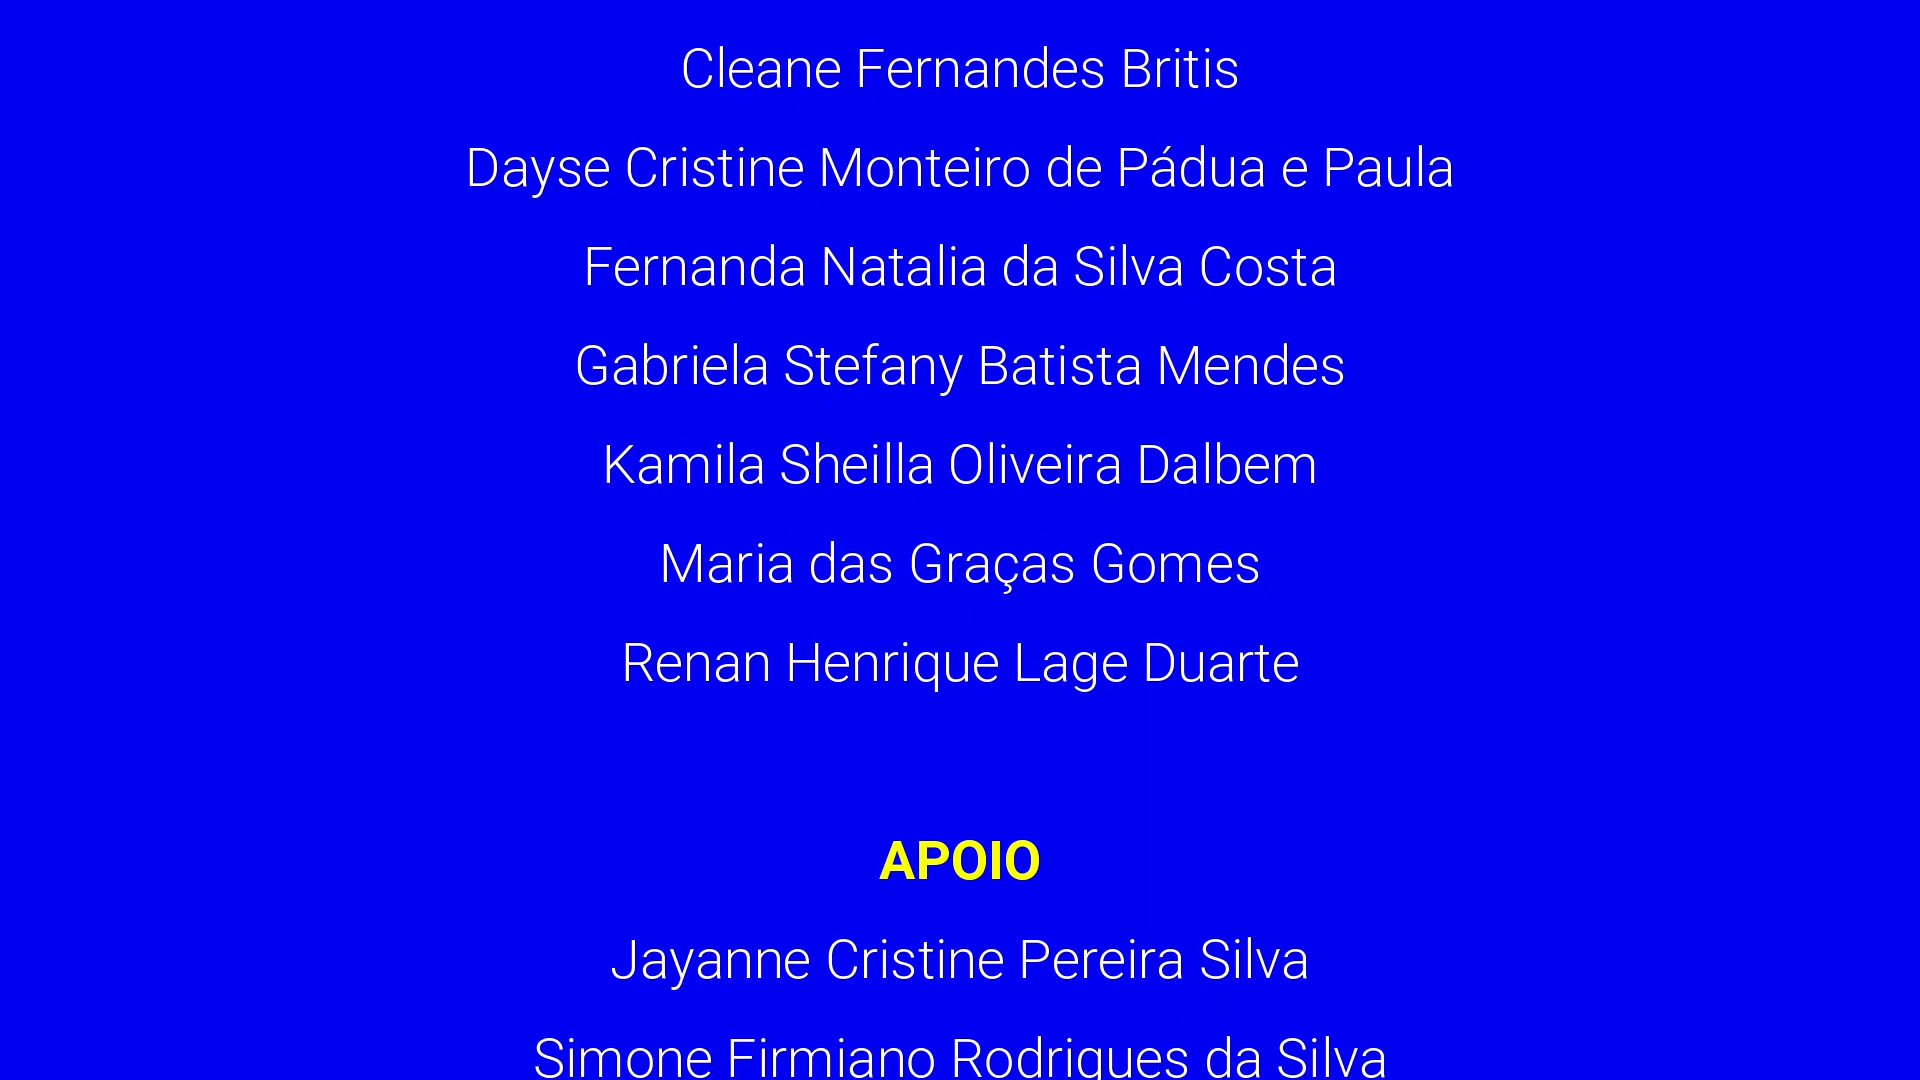 Cleane Fernandes Britis
Dayse Cristine Monteiro de Pádua e Paula
Fernanda Natalia da Silva Costa
Gabriela Stefany Batista Mendes
Kamila Sheilla Oliveira Dalbem
Maria das Graças Gomes
Renan Henrique Lage Duarte
APOIO
Jayanne Cristine Pereira Silva
Simone Firmiano Rodrigues da Silva